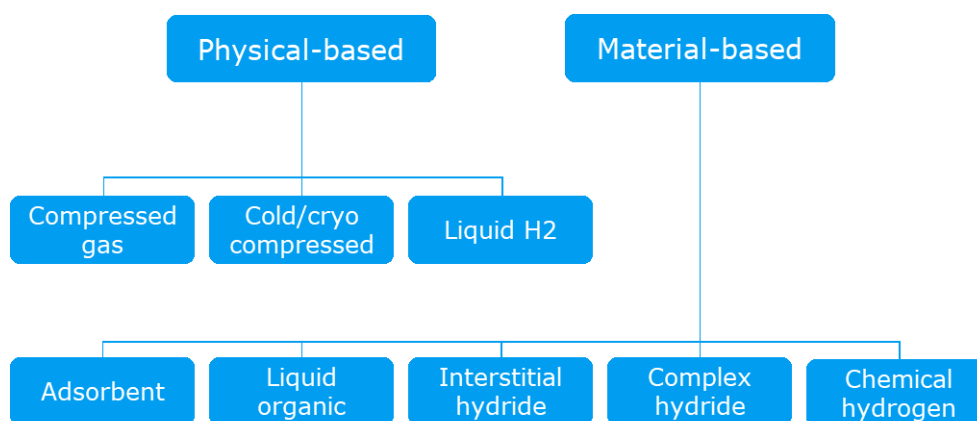 Physical-based
Material-based
Compressed
gas
Cold/cryo
compressed
Liquid H2
Adsorbent
Liquid
organic
Interstitial
hydride
Complex
hydride
Chemical
hydrogen